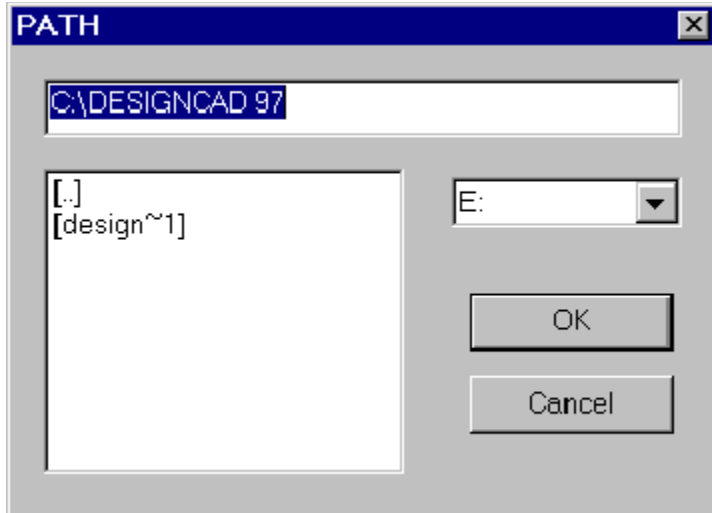 PATH
C:\DESIGNCAD 97
[..]
[design~1]
E:
OK
Cancel